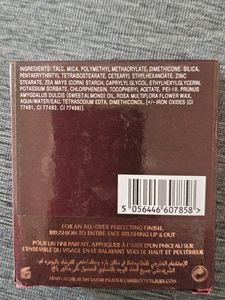 INGREDIENTS: TALC, MICA, POLYMETHYL METHACRYLATE, DIMETHICONE, SILICA,
PENTAERYTHRITYL TETRAISOSTEARATE, CETEARYL ETHYLHEXANOATE, ZINC
STEARATE, ZEA MAYS (CORN) STARCH, CAPRYLYL GLYCOL, ETHYLHEXYLGLYCERIN,
POTASSIUM SORBATE, CHLORPHENESIN, TOCOPHERYL ACETATE, PEI-10, PRUNUS
AMYGDALUS DULCIS (SWEET ALMOND) OIL, ROSA MULTIFLORA FLOWER WAX,
AQUA/WATER/EAU, TETRASODIUM EDTA, DIMETHICONOL, [+/- IRON OXIDES (CI
77491, CI 77492, CI 77499)]
5 056446 607858 >
FOR AN ALL-OVER PERFECTING FINISH,
BRUSH ON TO ENTIRE FACE BRUSHING UP & OUT
POUR UN FINI PARFAIT, APPLIQUER À L'AIDE D'UN PINCEAU SUR
L'ENSEMBLE DU VISAGE EN LE BALAYANT VERS LE HAUT ET L'EXTÉRIEUR